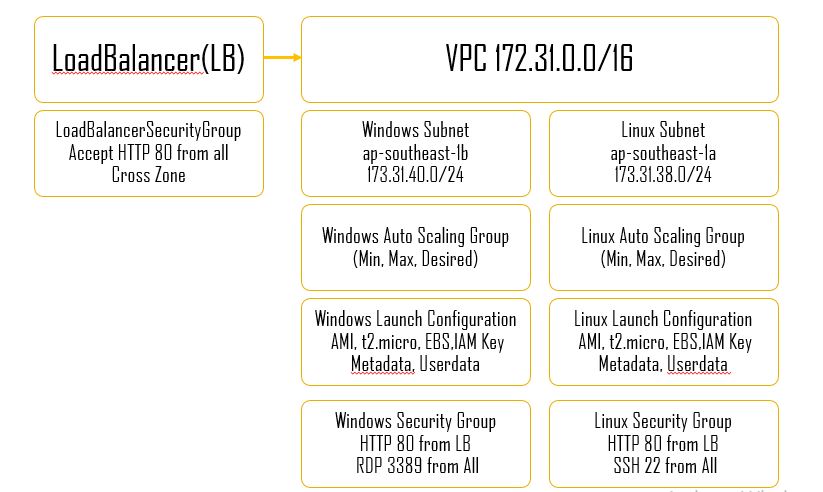 LoadBalancer(LB)
VPC 172.31.0.0/16
LoadBalancerSecurityGroup
Accept HTTP 80 from all
Cross Zone
Windows Subnet
ap-southeast-1b
173.31.40.0/24
Linux Subnet
ap-southeast-1a
173.31.38.0/24
Windows Auto Scaling Group
(Min, Max, Desired)
Linux Auto Scaling Group
(Min, Max, Desired)
Windows Launch Configuration
AMI, t2.micro, EBS,IAM Key
Metadata, Userdata
Linux Launch Configuration
AMI, t2.micro, EBS,IAM Key
Metadata, Userdata
Windows Security Group
HTTP 80 from LB
RDP 3389 from All
Linux Security Group
HTTP 80 from LB
SSH 22 from All